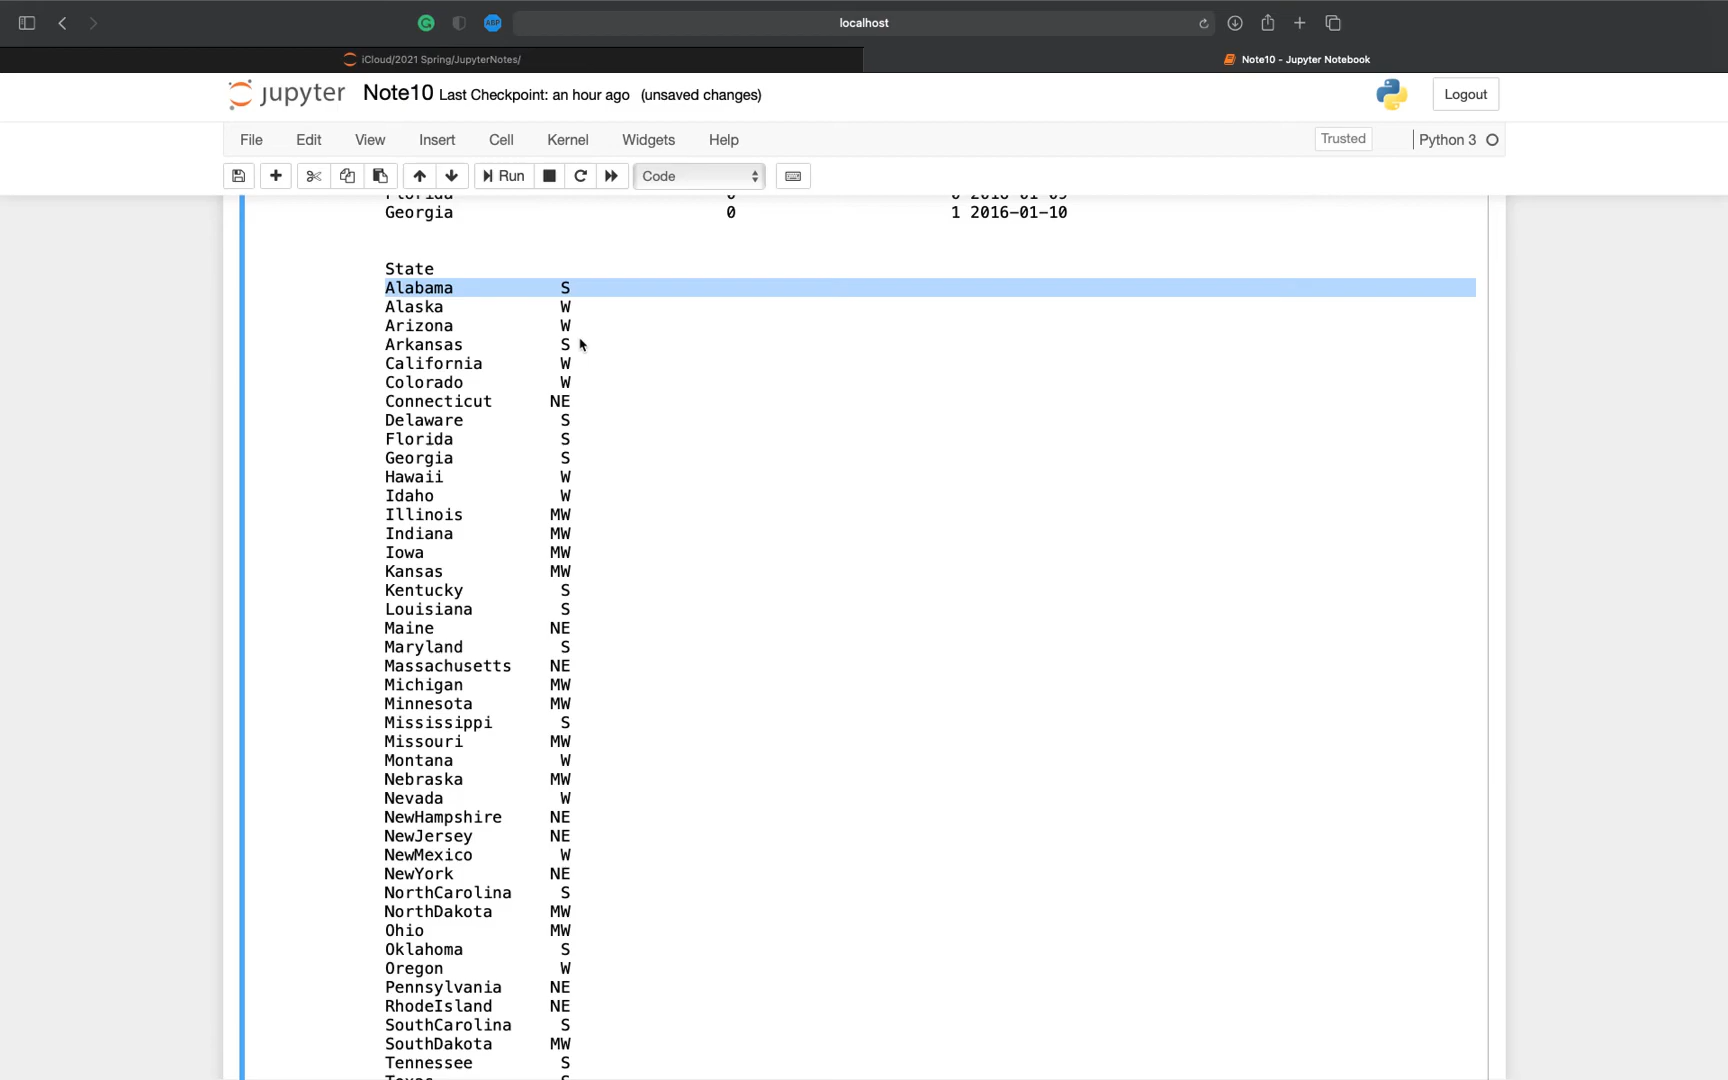 localhost
iCloud/2021 Spring/JupyterNotes/
Note10 - Jupyter Notebook
jupyter Note10 Last Checkpoint: an hour ago (unsaved changes)
Logout
File Edit View Insert Cell Kernel Widgets Help
Trusted Python 3
Run Code
Georgia 0 1 2016-01-10
State
Alabama S
Alaska W
Arizona W
Arkansas S
California W
Colorado W
Connecticut NE
Delaware S
Florida S
Georgia S
Hawaii W
Idaho W
Illinois MW
Indiana MW
Iowa MW
Kansas MW
Kentucky S
Louisiana S
Maine NE
Maryland S
Massachusetts NE
Michigan MW
Minnesota MW
Mississippi S
Missouri MW
Montana W
Nebraska MW
Nevada W
NewHampshire NE
NewJersey NE
NewMexico W
NewYork NE
NorthCarolina S
NorthDakota MW
Ohio MW
Oklahoma S
Oregon W
Pennsylvania NE
RhodeIsland NE
SouthCarolina S
SouthDakota MW
Tennessee S